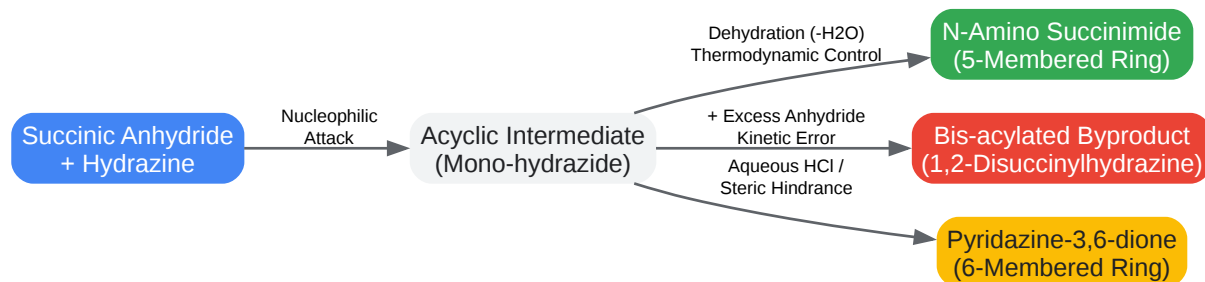 Succinic Anhydride
+ Hydrazine
Nucleophilic
Attack
Acyclic Intermediate
(Mono-hydrazide)
Dehydration (-H2O)
Thermodynamic Control
+ Excess Anhydride
Kinetic Error
Aqueous HCl /
Steric Hindrance
N-Amino Succinimide
(5-Membered Ring)
Bis-acylated Byproduct
(1,2-Disuccinylhydrazine)
Pyridazine-3,6-dione
(6-Membered Ring)